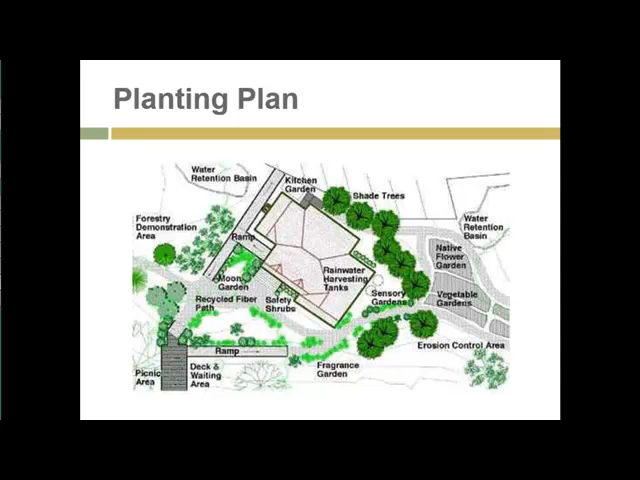 Planting Plan
Water
Retention Basin
Kitchen
Garden
Shade Trees
Forestry
Demonstration
Area
Water
Retention
Basin
Ramp
Native
Flower
Garden
Moon
Garden
Rainwater
Harvesting
Tanks
Recycled Fiber
Path
Safety
Shrubs
Sensory
Gardens
Vegetable
Gardens
Ramp
Erosion Control Area
Picnic
Area
Deck &
Waiting
Area
Fragrance
Garden